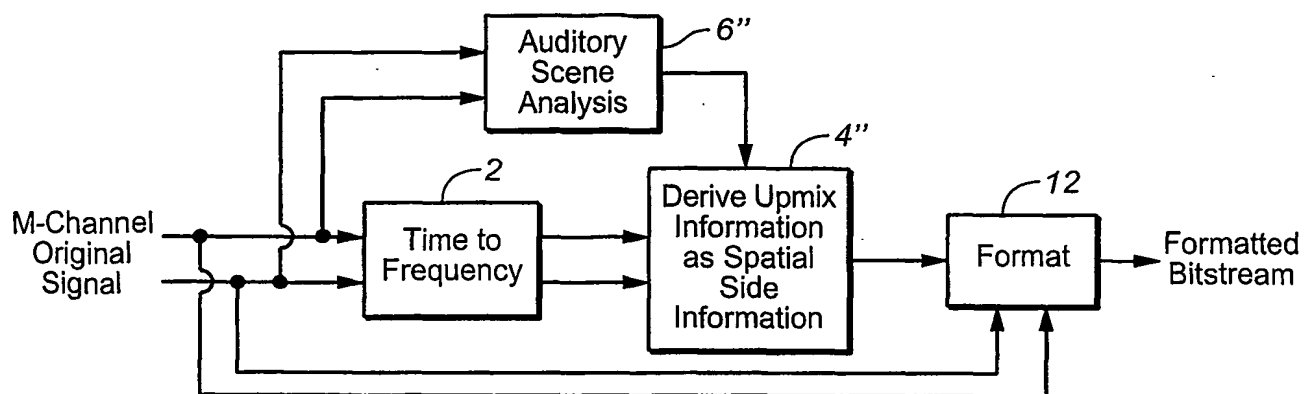 6”
Auditory
Scene
Analysis
4”
2
12
M-Channel
Original
Signal
Time to
Frequency
Derive Upmix
Information
as Spatial
Side
Information
Format
Formatted
Bitstream